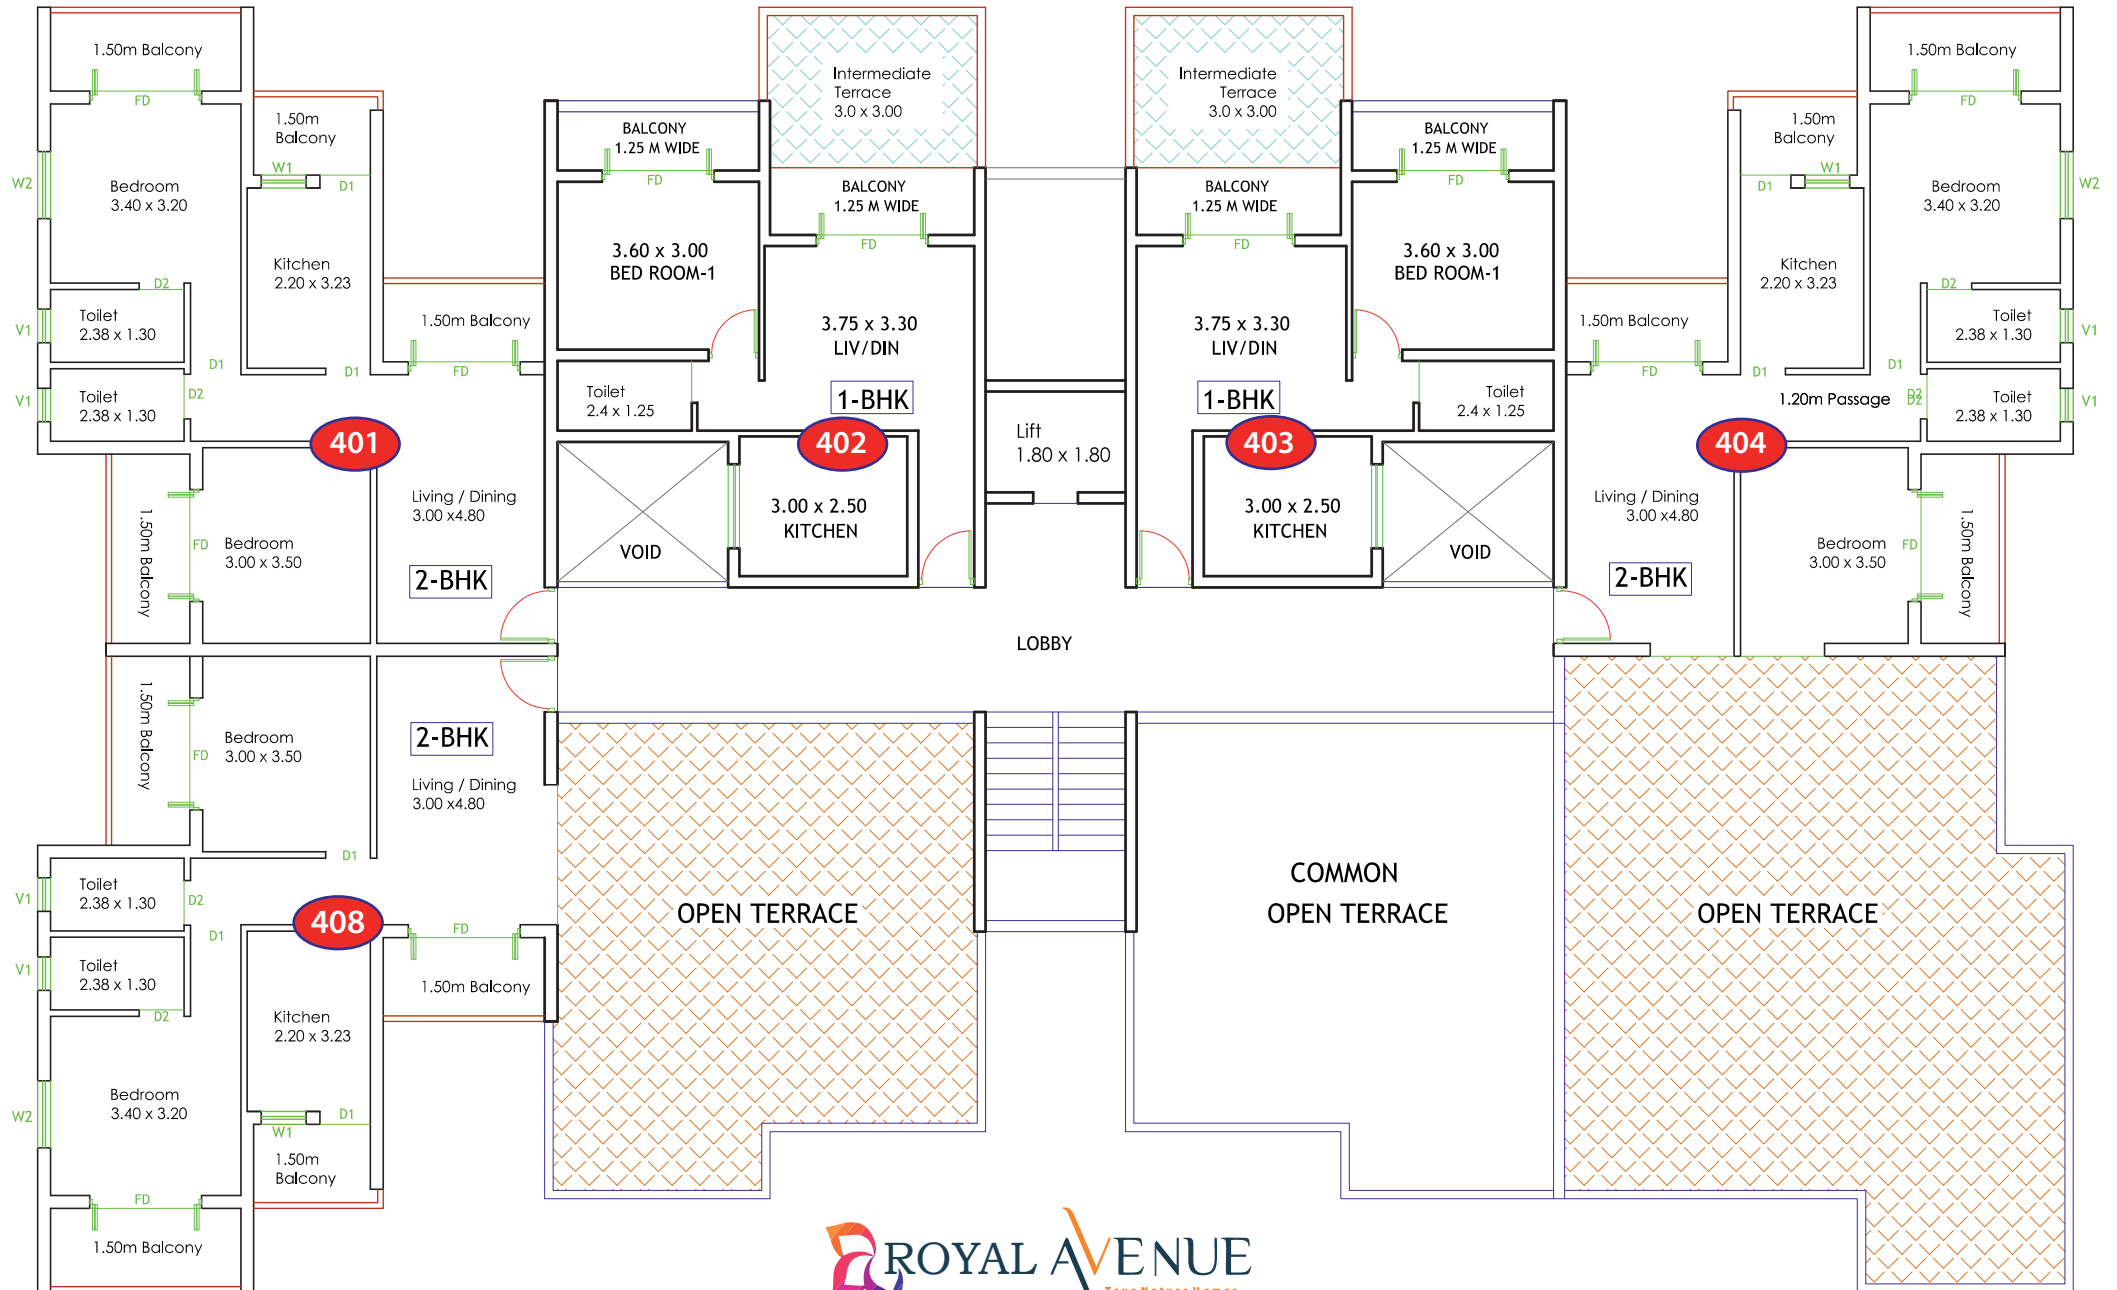 1.50m Balcony
FD
1.50m
Balcony
W1
D1
W2
Bedroom
3.40 x 3.20
Kitchen
2.20 x 3.23
D2
Toilet
2.38 x 1.30
V1
D1
D1
Toilet
2.38 x 1.30
V1
D2
1.50m Balcony
FD
401
1.50m Balcony
FD
Bedroom
3.00 x 3.50
Living / Dining
3.00 x4.80
2-BHK
BALCONY
1.25 M WIDE
FD
3.60 x 3.00
BED ROOM-1
Toilet
2.4 x 1.25
Intermediate
Terrace
3.0 x 3.00
BALCONY
1.25 M WIDE
FD
3.75 x 3.30
LIV/DIN
1-BHK
402
3.00 x 2.50
KITCHEN
VOID
Lift
1.80 x 1.80
Intermediate
Terrace
3.0 x 3.00
BALCONY
1.25 M WIDE
FD
BALCONY
1.25 M WIDE
FD
3.75 x 3.30
LIV/DIN
3.60 x 3.00
BED ROOM-1
1-BHK
Toilet
2.4 x 1.25
403
3.00 x 2.50
KITCHEN
VOID
1.50m Balcony
FD
1.50m
Balcony
D1
W1
Bedroom
3.40 x 3.20
W2
Kitchen
2.20 x 3.23
D2
Toilet
2.38 x 1.30
V1
1.50m Balcony
FD
D1
D1
1.20m Passage
D2
D2
Toilet
2.38 x 1.30
V1
404
Living / Dining
3.00 x4.80
2-BHK
Bedroom
3.00 x 3.50
FD
1.50m Balcony
LOBBY
1.50m Balcony
FD
Bedroom
3.00 x 3.50
2-BHK
Living / Dining
3.00 x4.80
D1
Toilet
2.38 x 1.30
V1
D2
D1
408
FD
Toilet
2.38 x 1.30
V1
D2
1.50m Balcony
Kitchen
2.20 x 3.23
Bedroom
3.40 x 3.20
W2
D1
W1
1.50m
Balcony
FD
1.50m Balcony
OPEN TERRACE
COMMON
OPEN TERRACE
OPEN TERRACE
ROYAL AVENUE